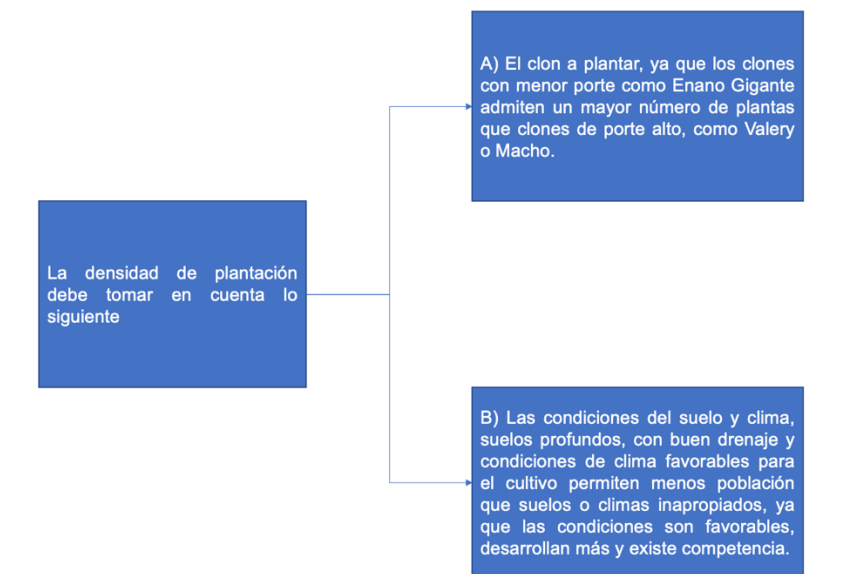 La densidad de plantación
debe tomar en cuenta lo
siguiente
A) El clon a plantar, ya que los clones
con menor porte como Enano Gigante
admiten un mayor número de plantas
que clones de porte alto, como Valery
o Macho.
B) Las condiciones del suelo y clima,
suelos profundos, con buen drenaje y
condiciones de clima favorables para
el cultivo permiten menos población
que suelos o climas inapropiados, ya
que las condiciones son favorables,
desarrollan más y existe competencia.